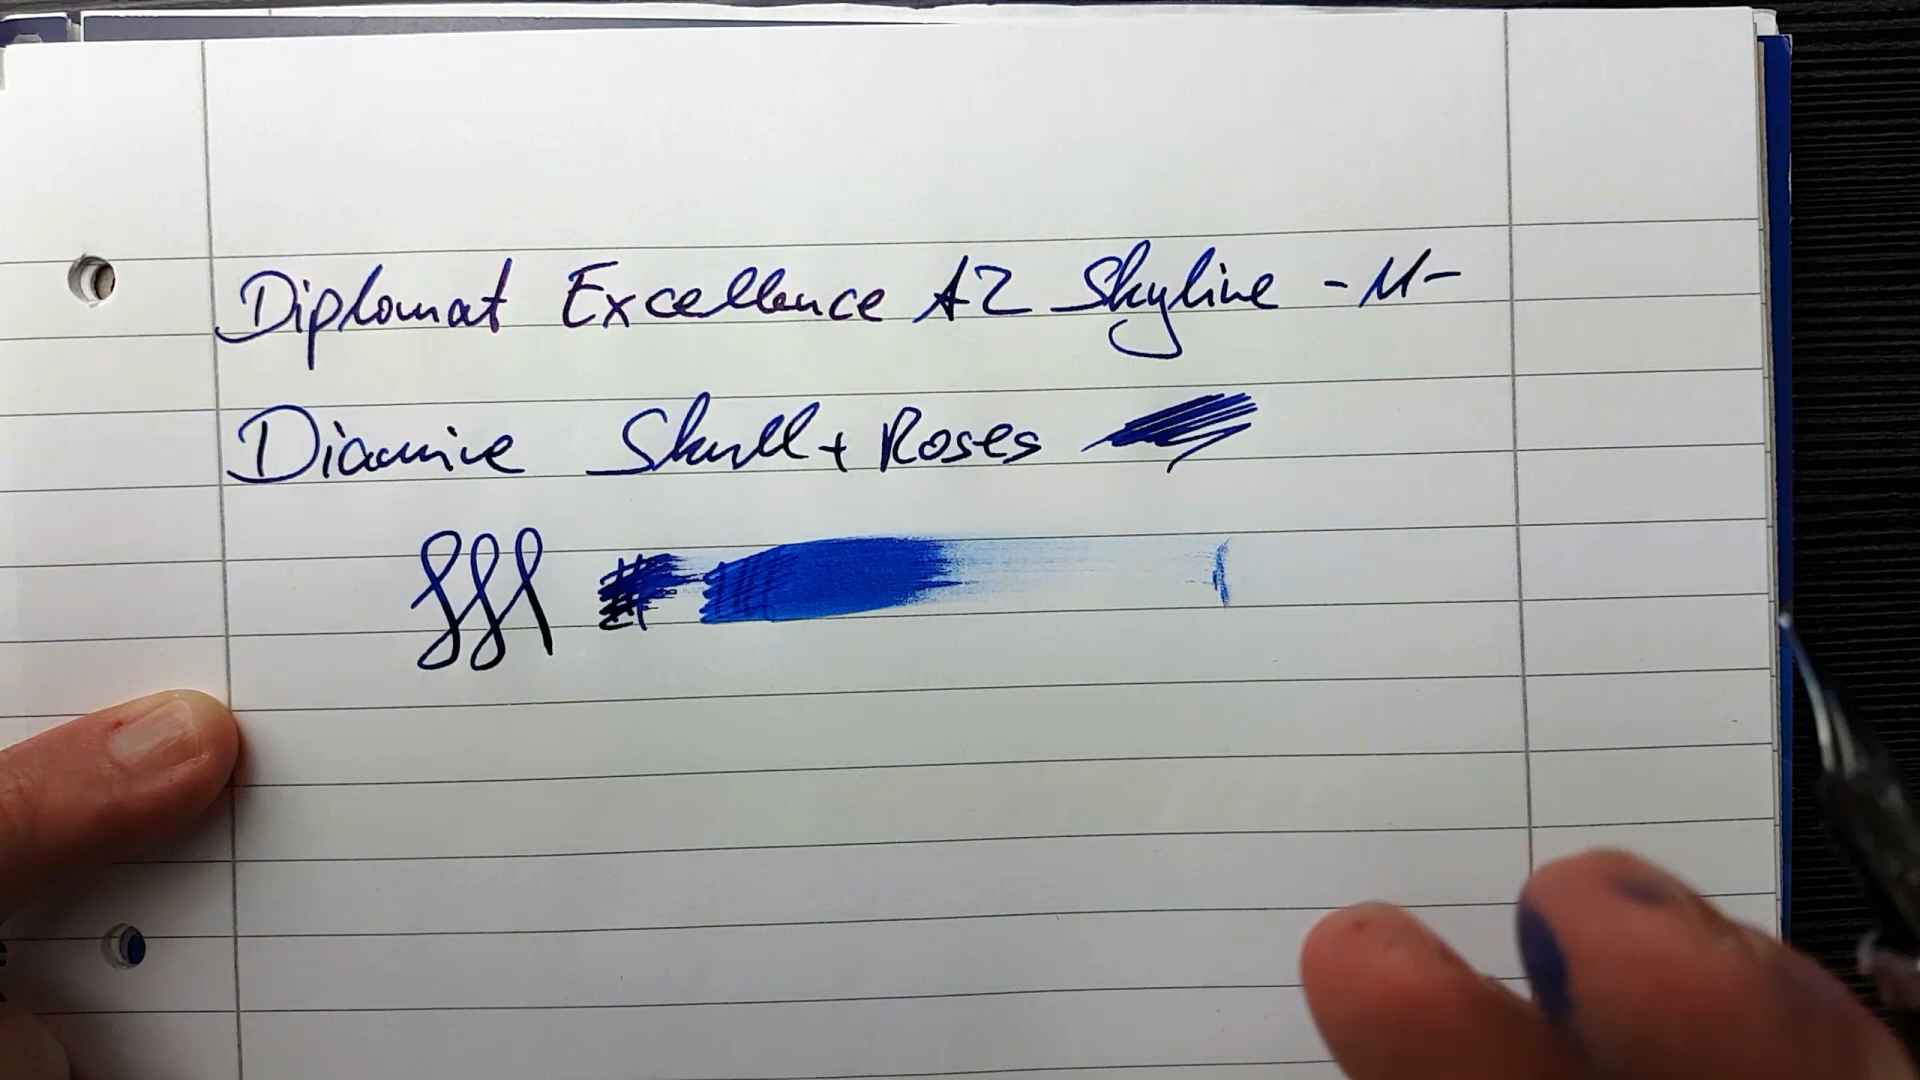 Diplomat Excellence A2 Skyline -M-
Diamine Skull + Roses